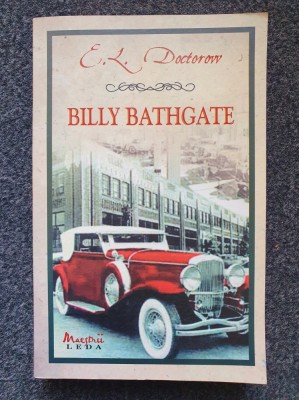 E.L. Doctorow
BILLY BATHGATE
Maeștrii
LEDA